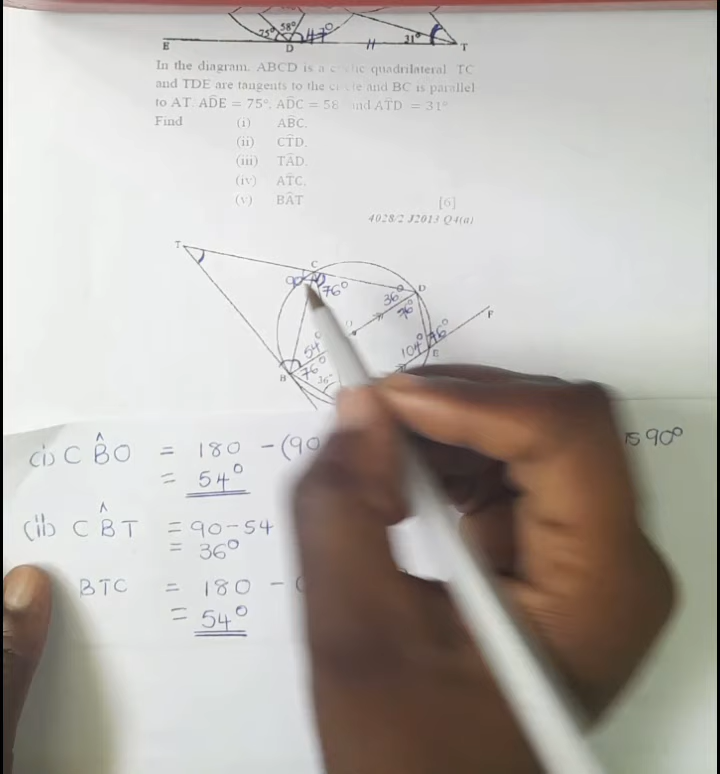 75° 58° 47° 31°
E D T
In the diagram, ABCD is a cyclic quadrilateral. TC
and TDE are tangents to the circle and BC is parallel
to AT. AD̂E = 75°, AD̂C = 58° and AT̂D = 31°
Find (i) AB̂C.
(ii) CT̂D.
(iii) TÂD.
(iv) AT̂C.
(v) BÂT
[6]
4028/2 J2013 Q4(a)
T C
90 76° 36° D
76° F
O
54° 104° 76°
E
B 76° 36°
(i) CB̂O = 180 - (90
= 54°
is 90°
(ii) CB̂T = 90-54
= 36°
BTC = 180 - (
= 54°